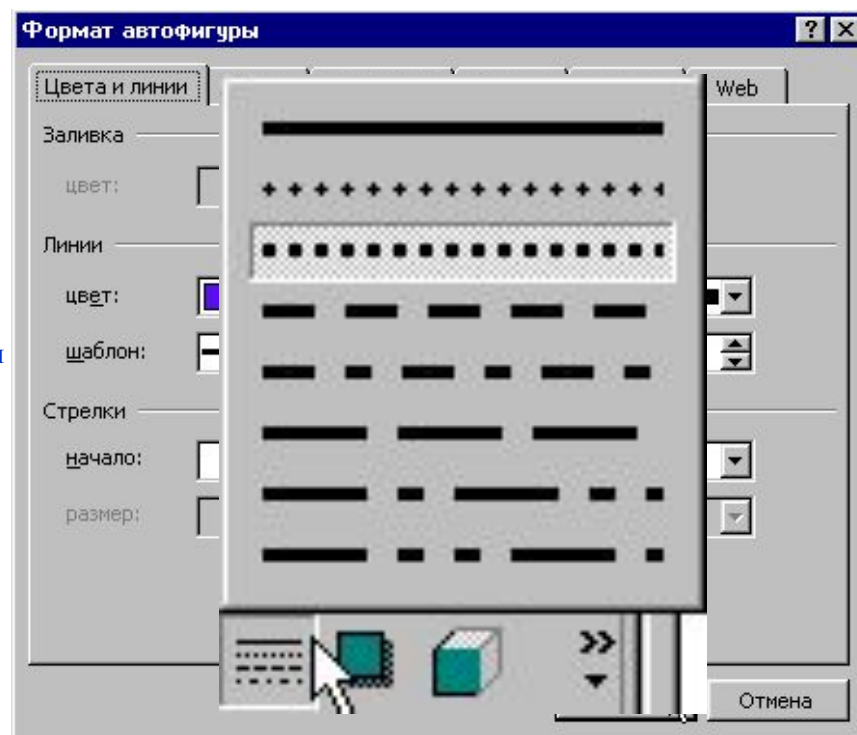 Формат автофигуры
Цвета и линии
Web
Заливка
цвет:
Линии
цвет:
шаблон:
Стрелки
начало:
размер:
Отмена